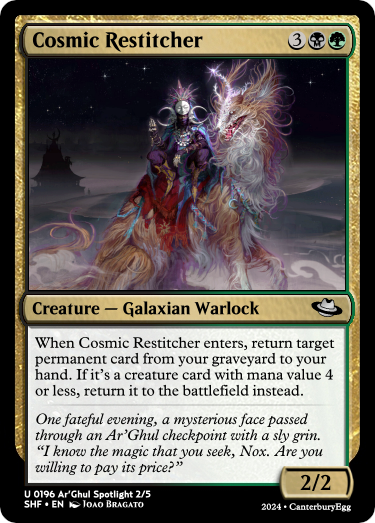 Cosmic Restitcher 3
Creature — Galaxian Warlock
When Cosmic Restitcher enters, return target
permanent card from your graveyard to your
hand. If it's a creature card with mana value 4
or less, return it to the battlefield instead.
One fateful evening, a mysterious face passed
through an Ar'Ghul checkpoint with a sly grin.
“I know the magic that you seek, Nox. Are you
willing to pay its price?”
2/2
U 0196 Ar'Ghul Spotlight 2/5
SHF • EN Joao Bragato
2024 • CanterburyEgg